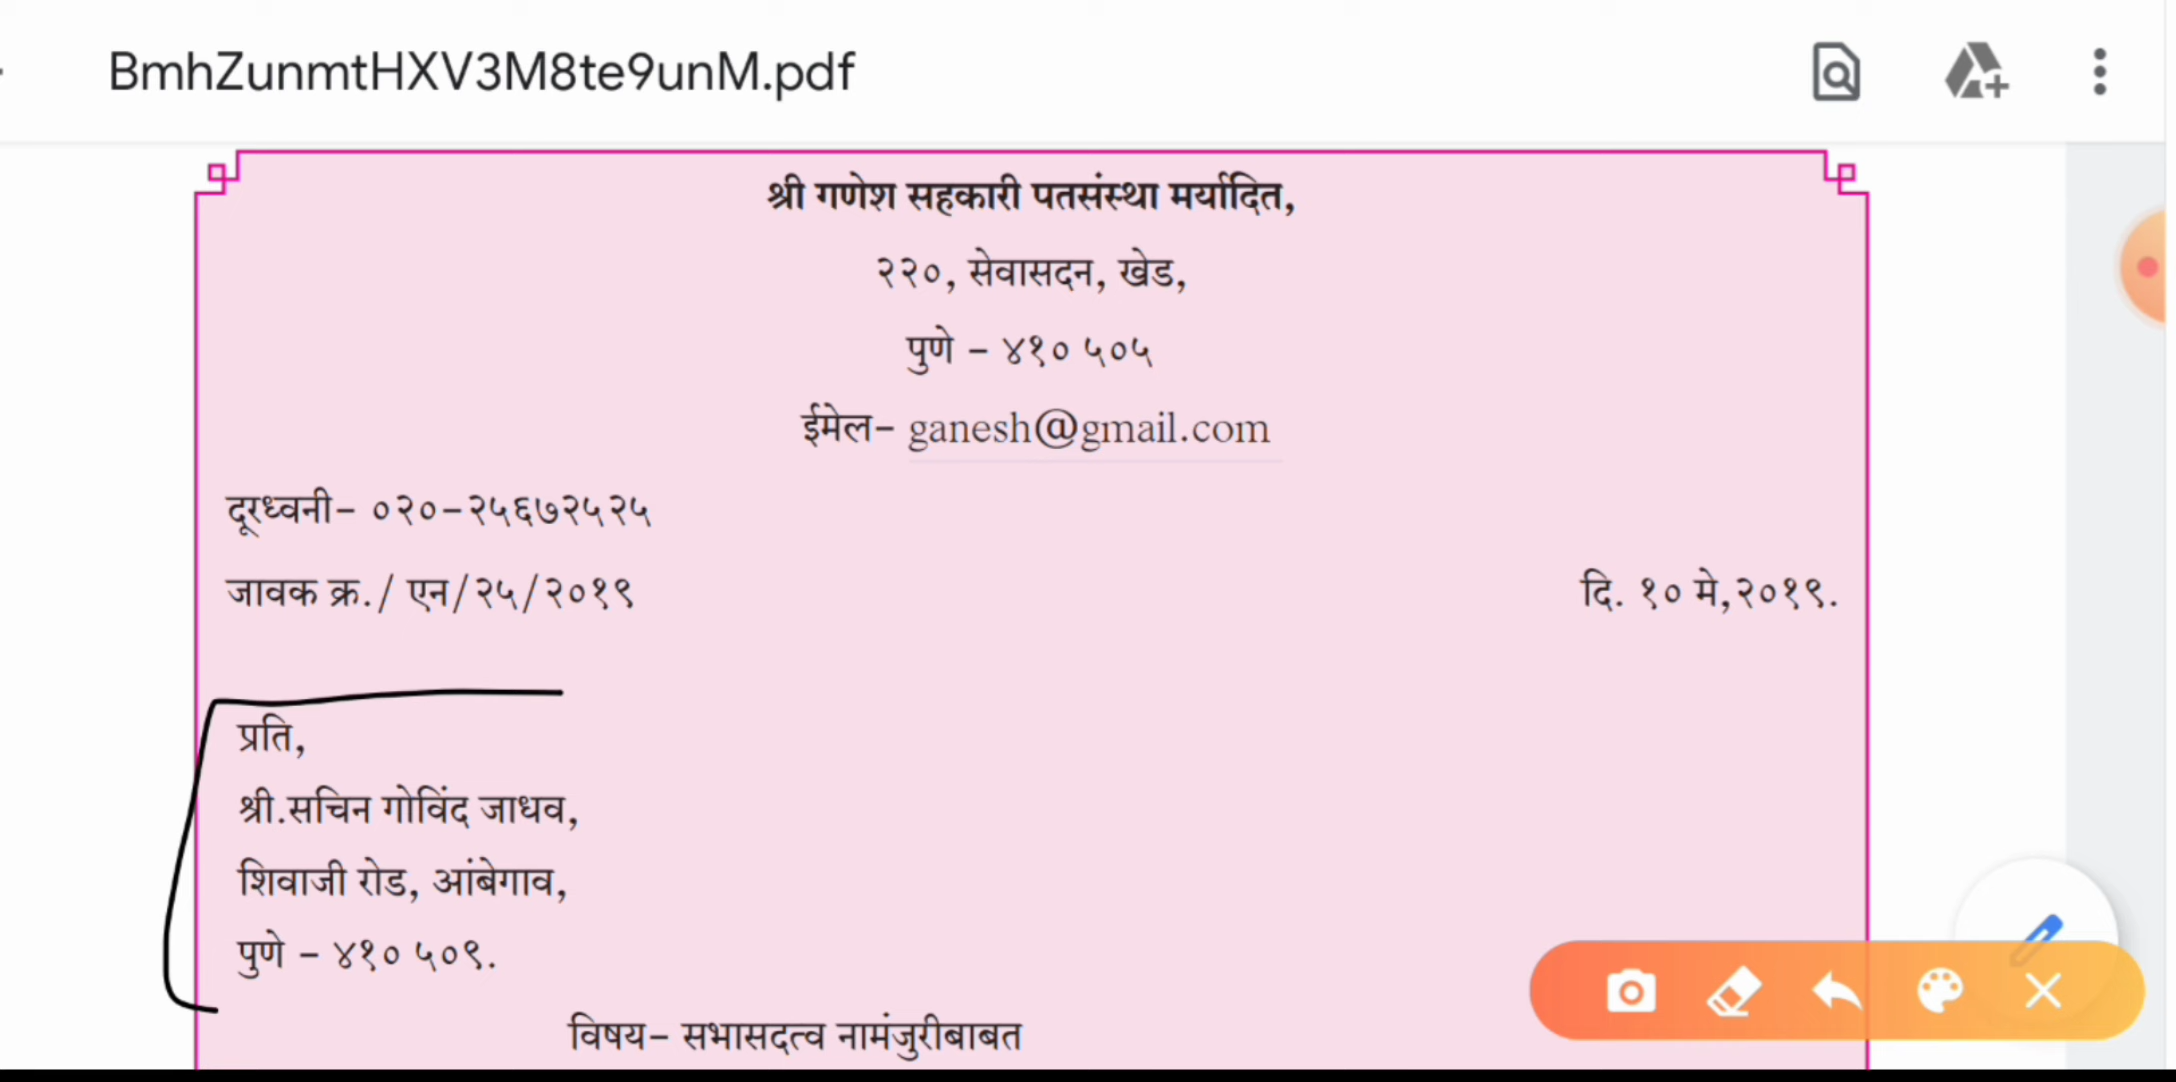 BmhZunmtHXV3M8te9unM.pdf
श्री गणेश सहकारी पतसंस्था मर्यादित,
२२०, सेवासदन, खेड,
पुणे – ४१० ५०५
ईमेल– ganesh@gmail.com
दूरध्वनी– ०२०–२५६७२५२५
जावक क्र./ एन/२५/२०१९ दि. १० मे,२०१९.
प्रति,
श्री.सचिन गोविंद जाधव,
शिवाजी रोड, आंबेगाव,
पुणे – ४१० ५०९.
विषय– सभासदत्व नामंजुरीबाबत